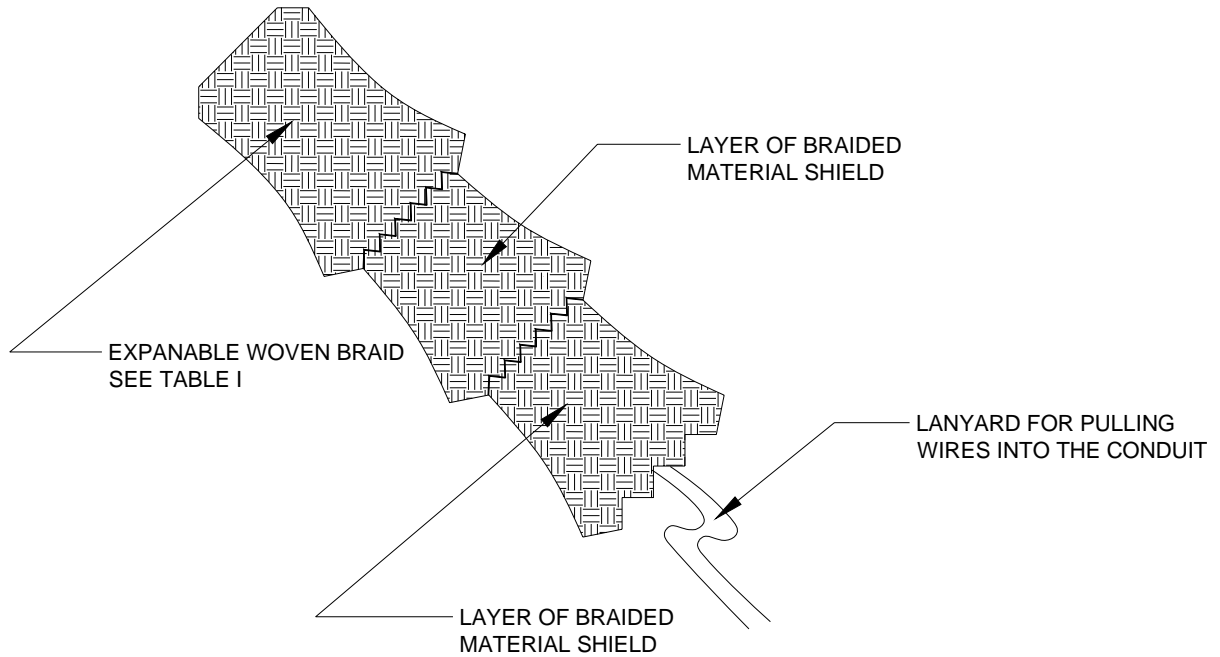 LAYER OF BRAIDED
MATERIAL SHIELD
EXPANABLE WOVEN BRAID
SEE TABLE I
LANYARD FOR PULLING
WIRES INTO THE CONDUIT
LAYER OF BRAIDED
MATERIAL SHIELD